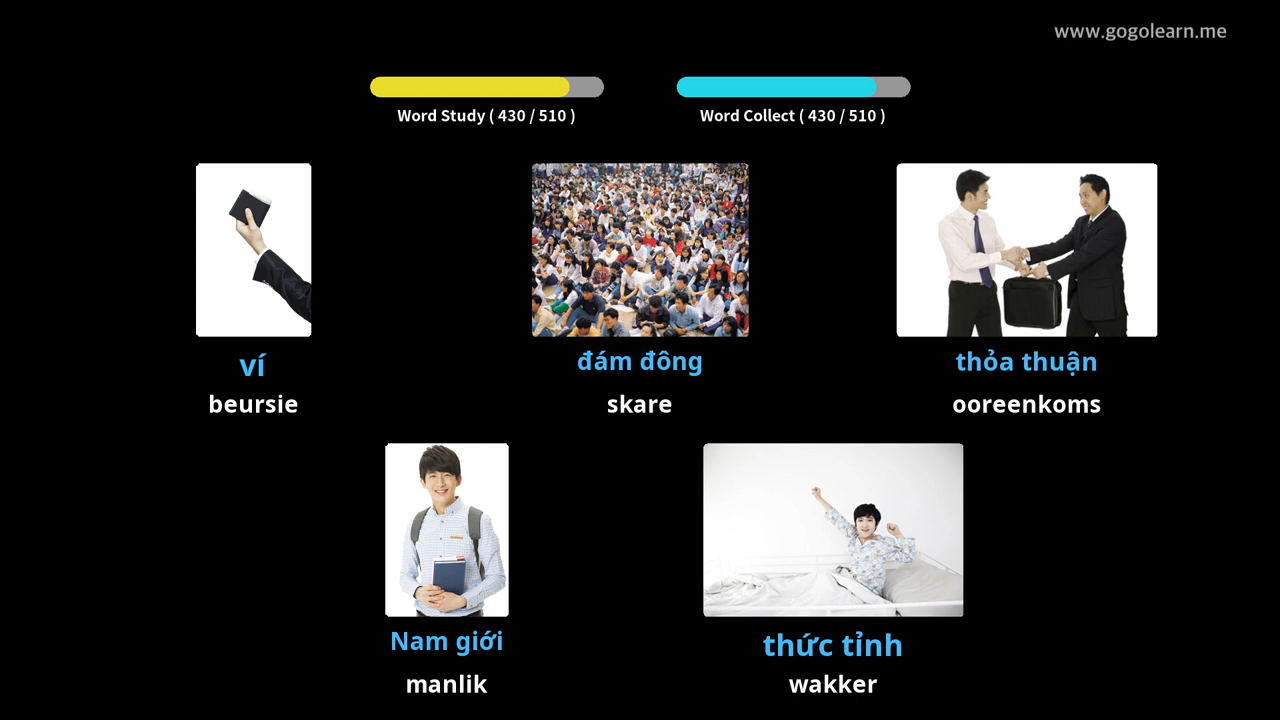 www.gogolearn.me
Word Study ( 430 / 510 )
Word Collect ( 430 / 510 )
ví
beursie
đám đông
skare
thỏa thuận
ooreenkoms
Nam giới
manlik
thức tỉnh
wakker